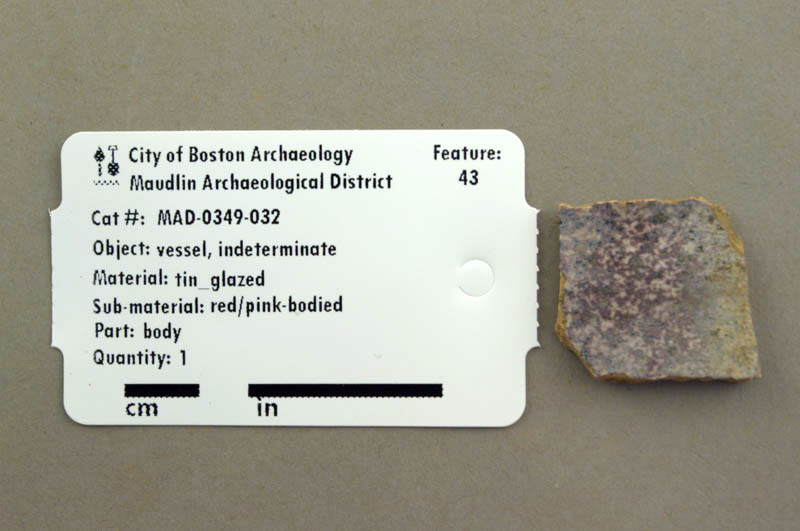 City of Boston Archaeology
Maudlin Archaeological District
Feature:
43
Cat #: MAD-0349-032
Object: vessel, indeterminate
Material: tin_glazed
Sub-material: red/pink-bodied
Part: body
Quantity: 1
cm
in